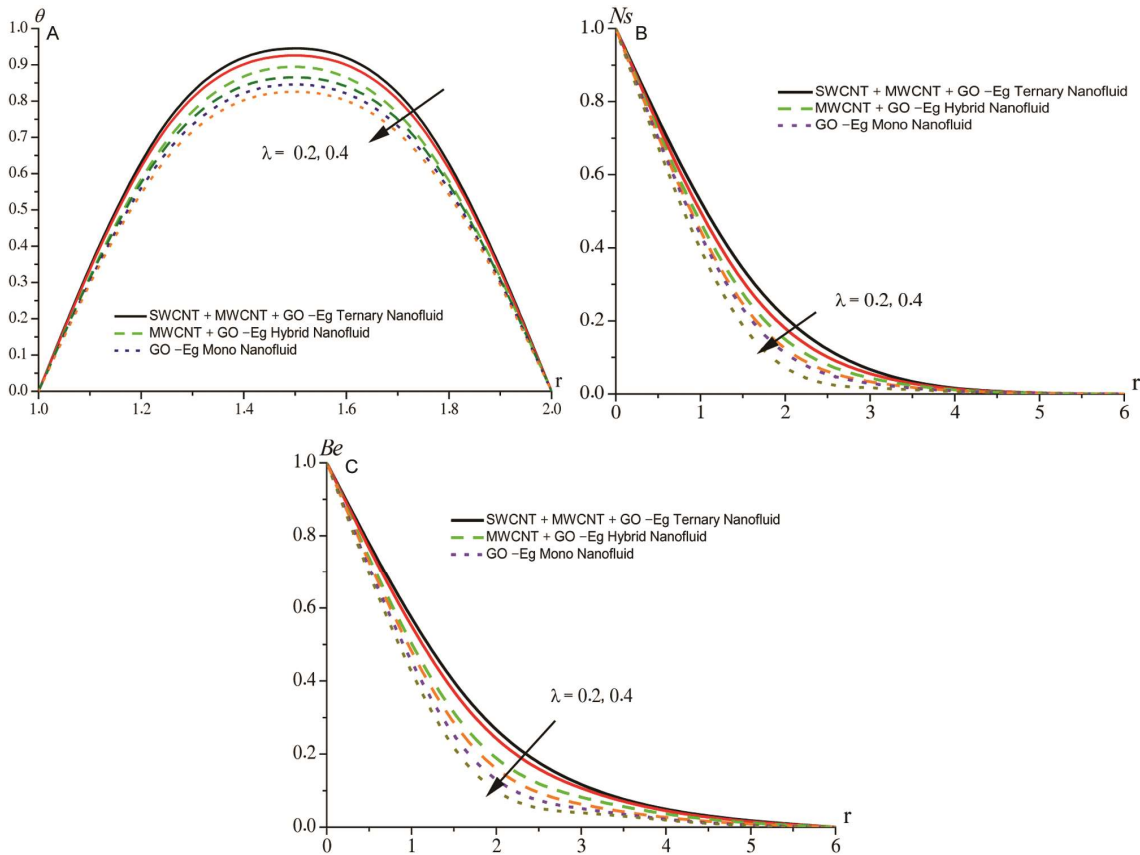 θ
A
1.0
0.9
0.8
0.7
0.6
0.5
0.4
0.3
0.2
0.1
0.0
λ = 0.2, 0.4
SWCNT + MWCNT + GO –Eg Ternary Nanofluid
MWCNT + GO –Eg Hybrid Nanofluid
GO –Eg Mono Nanofluid
r
1.0 1.2 1.4 1.6 1.8 2.0
Ns
B
1.0
0.8
0.6
0.4
0.2
0.0
SWCNT + MWCNT + GO –Eg Ternary Nanofluid
MWCNT + GO –Eg Hybrid Nanofluid
GO –Eg Mono Nanofluid
λ = 0.2, 0.4
r
0 1 2 3 4 5 6
Be
C
1.0
0.8
0.6
0.4
0.2
0.0
SWCNT + MWCNT + GO –Eg Ternary Nanofluid
MWCNT + GO –Eg Hybrid Nanofluid
GO –Eg Mono Nanofluid
λ = 0.2, 0.4
r
0 1 2 3 4 5 6